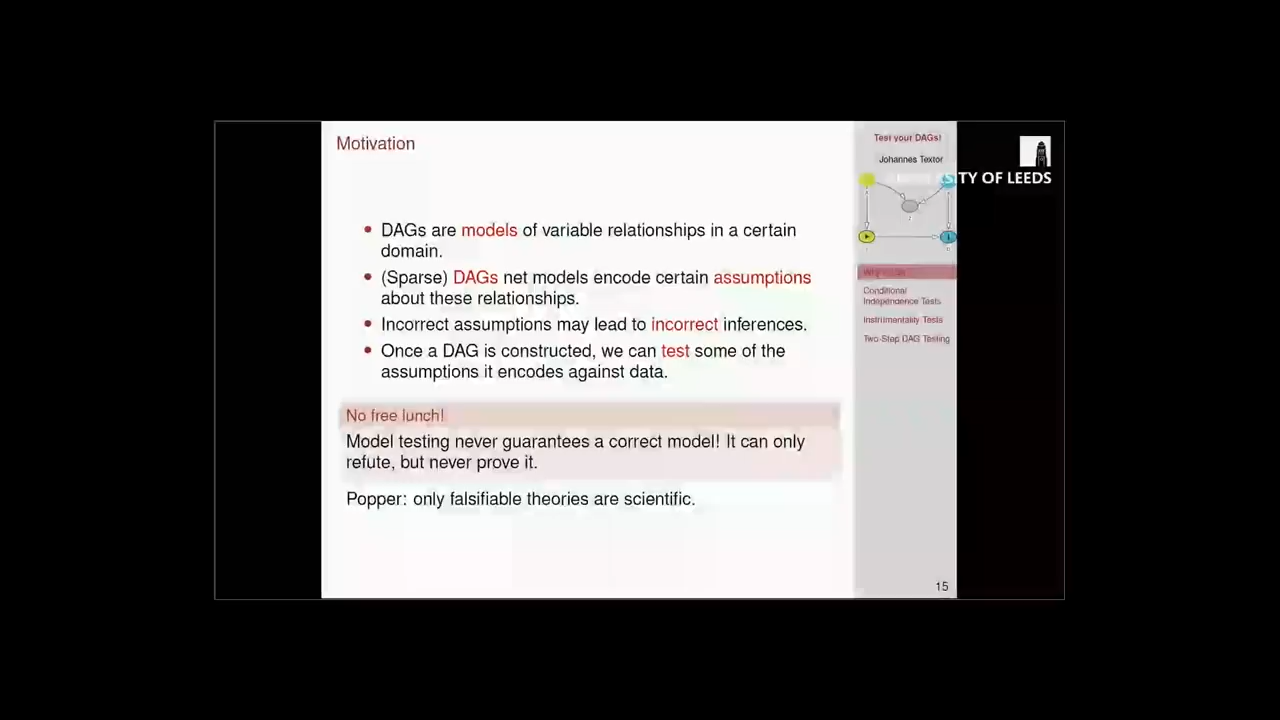 Motivation
DAGs are models of variable relationships in a certain
domain.
(Sparse) DAGs net models encode certain assumptions
about these relationships.
Incorrect assumptions may lead to incorrect inferences.
Once a DAG is constructed, we can test some of the
assumptions it encodes against data.
No free lunch!
Model testing never guarantees a correct model! It can only
refute, but never prove it.
Popper: only falsifiable theories are scientific.
Test your DAGs!
Johannes Textor
SITY OF LEEDS
Conditional
Independence Tests
Instrumentality Tests
Two-Step DAG Testing
15